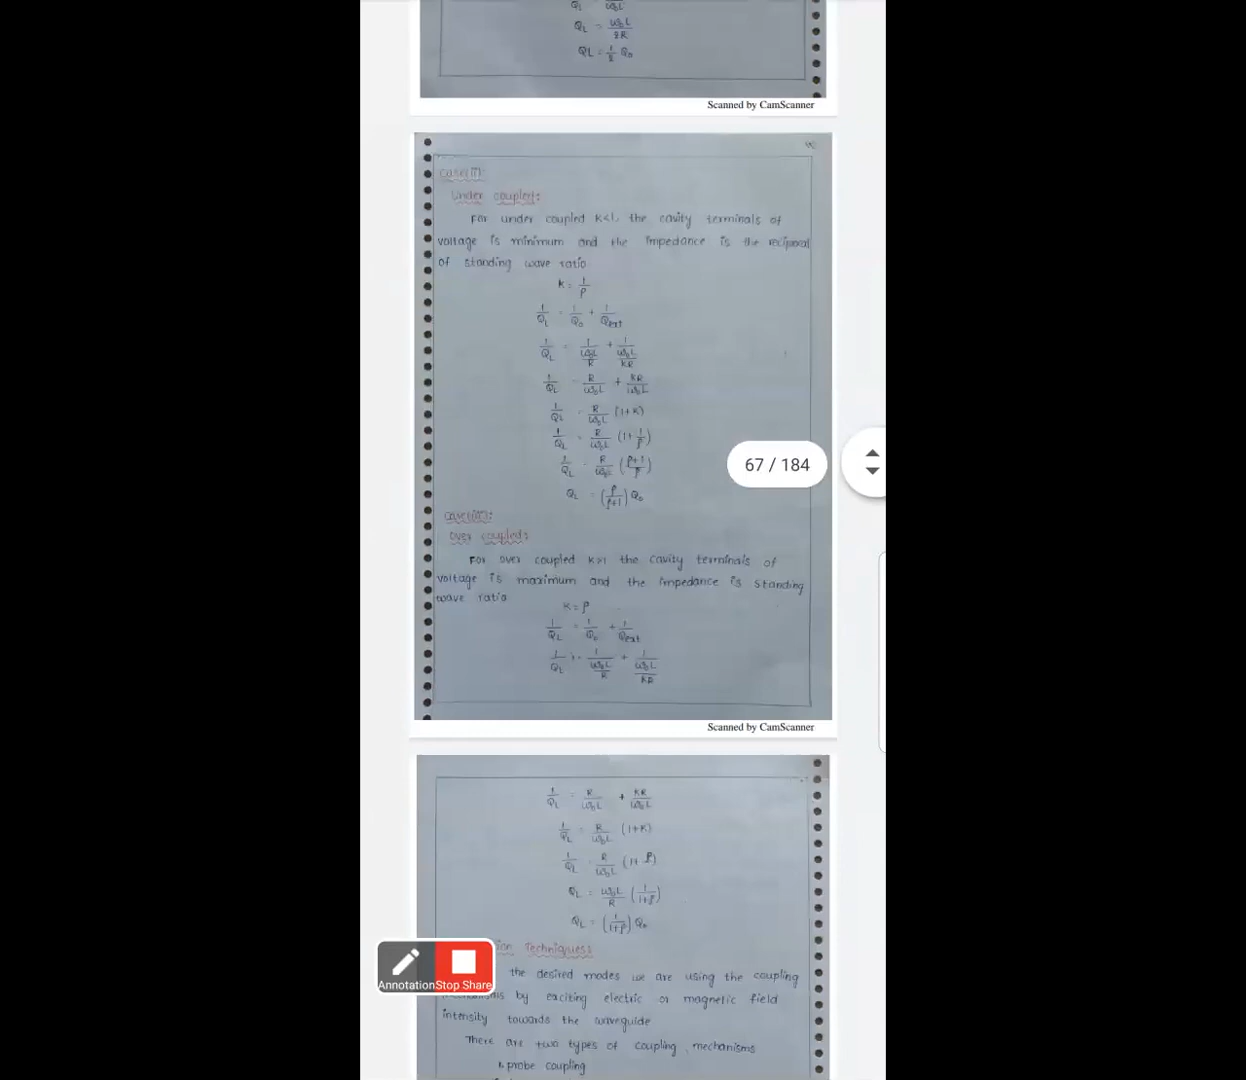 QL = ω0L/2R
QL = 1/2 Q0
Scanned by CamScanner
Under coupled:
For under coupled K<1, the cavity terminals of
voltage is minimum and the impedance is the reciprocal
of standing wave ratio
K = 1/ρ
1/QL = 1/Q0 + 1/Qext
1/QL = 1/(ω0L/R) + 1/(ω0L/KR)
1/QL = R/ω0L + KR/ω0L
1/QL = R/ω0L (1+K)
1/QL = R/ω0L (1+1/ρ)
1/QL = R/ω0L (ρ+1/ρ)
67 / 184
QL = (ρ/ρ+1) Q0
Over coupled:
For over coupled K>1 the cavity terminals of
voltage is maximum and the impedance is standing
wave ratio
K = ρ
1/QL = 1/Q0 + 1/Qext
1/QL = 1/(ω0L/R) + 1/(ω0L/KR)
Scanned by CamScanner
1/QL = R/ω0L + KR/ω0L
1/QL = R/ω0L (1+K)
1/QL = R/ω0L (1+ρ)
QL = ω0L/R (1/1+ρ)
QL = (1/1+ρ) Q0
Techniques:
the desired modes we are using the coupling
by exciting electric or magnetic field
Annotation Stop Share
intensity towards the waveguide
There are two types of coupling mechanisms
1. probe coupling